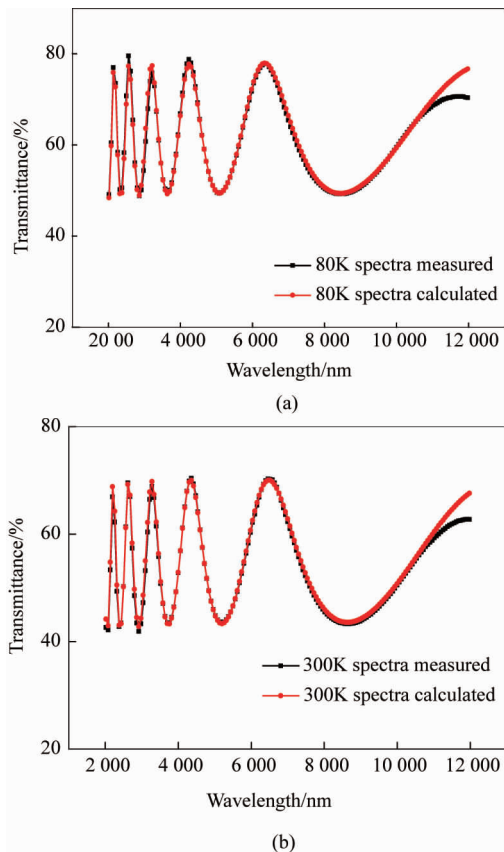 80
60
40
20
Transmittance/%
80K spectra measured
80K spectra calculated
20 00 4 000 6 000 8 000 10 000 12 000
Wavelength/nm
(a)
80
60
40
20
Transmittance/%
300K spectra measured
300K spectra calculated
2 000 4 000 6 000 8 000 10 000 12 000
Wavelength/nm
(b)